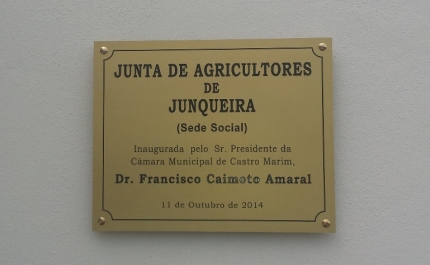 JUNTA DE AGRICULTORES
DE
JUNQUEIRA
(Sede Social)
Inaugurada pelo Sr. Presidente da
Câmara Municipal de Castro Marim,
Dr. Francisco Caimoto Amaral
11 de Outubro de 2014